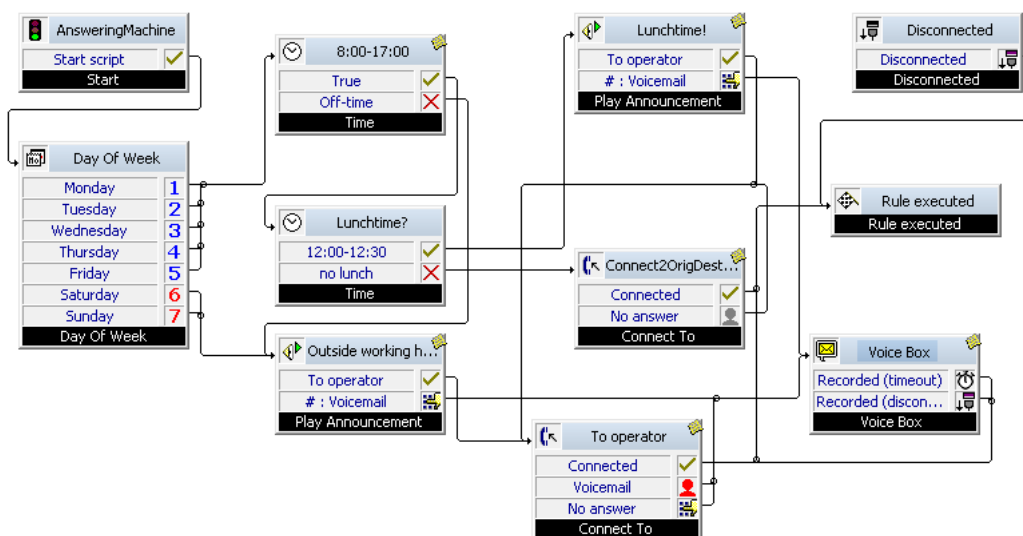 AnsweringMachine
Start script
Start
Day Of Week
Monday 1
Tuesday 2
Wednesday 3
Thursday 4
Friday 5
Saturday 6
Sunday 7
Day Of Week
8:00-17:00
True
Off-time
Time
Lunchtime?
12:00-12:30
no lunch
Time
Outside working h...
To operator
# : Voicemail
Play Announcement
Lunchtime!
To operator
# : Voicemail
Play Announcement
Connect2OrigDest...
Connected
No answer
Connect To
To operator
Connected
Voicemail
No answer
Connect To
Disconnected
Disconnected
Disconnected
Rule executed
Rule executed
Voice Box
Recorded (timeout)
Recorded (discon...
Voice Box